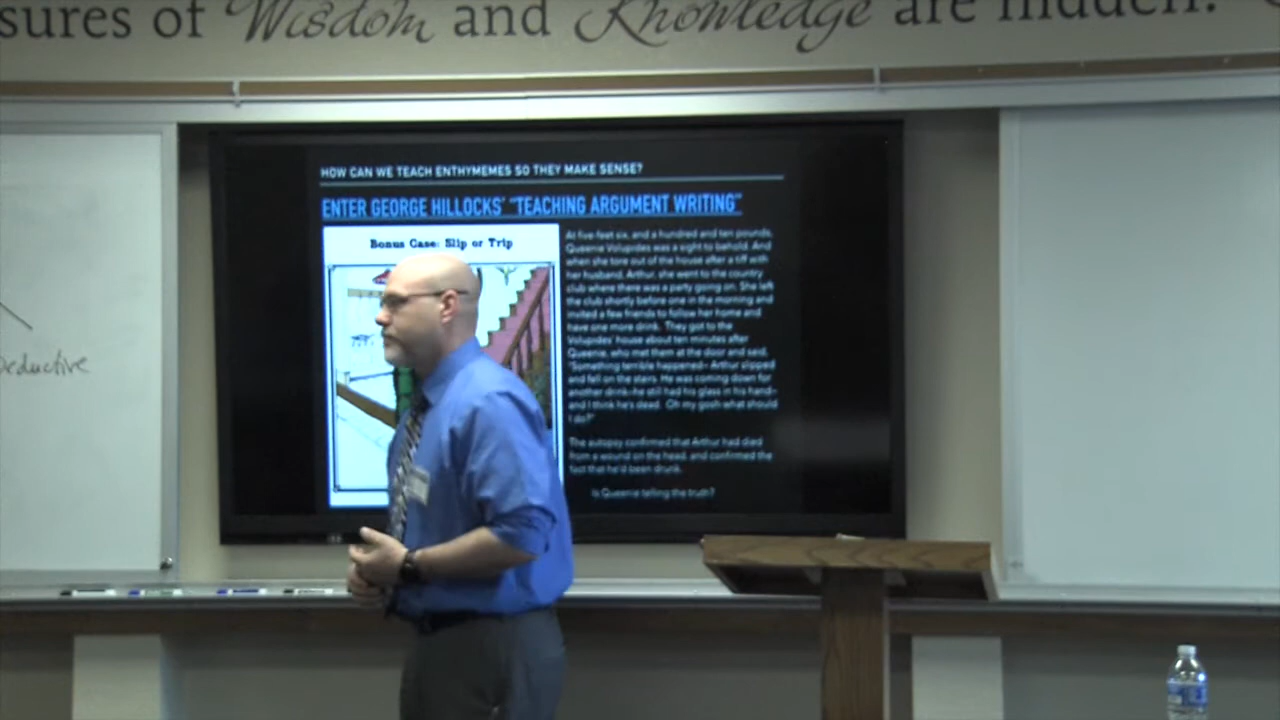 sures of Wisdom and Knowledge are hidden.
HOW CAN WE TEACH ENTHYMEMES SO THEY MAKE SENSE?
ENTER GEORGE HILLOCKS' "TEACHING ARGUMENT WRITING"
Bonus Case: Slip or Trip
At five-feet six, and a hundred and ten pounds,
Queenie Volupides was a sight to behold. And
when she tore out of the house after a tiff with
her husband, Arthur, she went to the country
club where there was a party going on. She left
the club shortly before one in the morning and
invited a few friends to follow her home and
have one more drink. They got to the
Volupides' house about ten minutes after
Queenie, who met them at the door and said,
"Something terrible happened- Arthur slipped
and fell on the stairs. He was coming down for
another drink-he still had his glass in his hand-
and I think he's dead. Oh my gosh-what should
I do?"
The autopsy confirmed that Arthur had died
from a wound on the head, and confirmed the
fact that he'd been drunk.
Is Queenie telling the truth?
Deductive